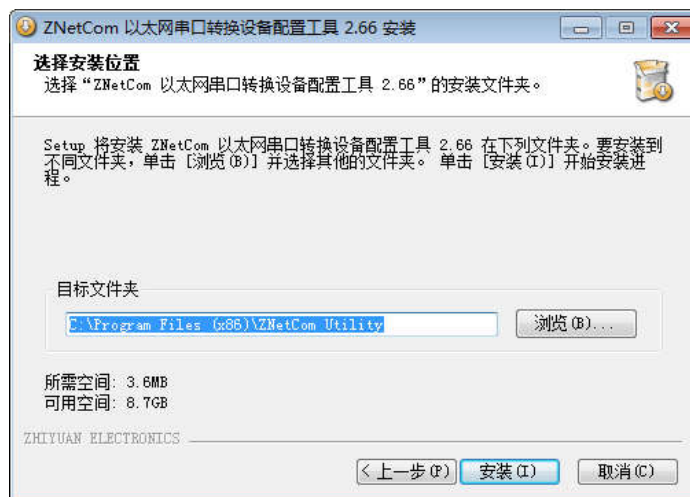 ZNetCom 以太网串口转换设备配置工具 2.66 安装
选择安装位置
选择“ZNetCom 以太网串口转换设备配置工具 2.66”的安装文件夹。
Setup 将安装 ZNetCom 以太网串口转换设备配置工具 2.66 在下列文件夹。要安装到
不同文件夹，单击 [浏览(B)] 并选择其他的文件夹。 单击 [安装(I)] 开始安装进
程。
目标文件夹
C:\Program Files (x86)\ZNetCom Utility
浏览(B)...
所需空间: 3.6MB
可用空间: 8.7GB
ZHIYUAN ELECTRONICS
< 上一步(P) 安装(I) 取消(C)